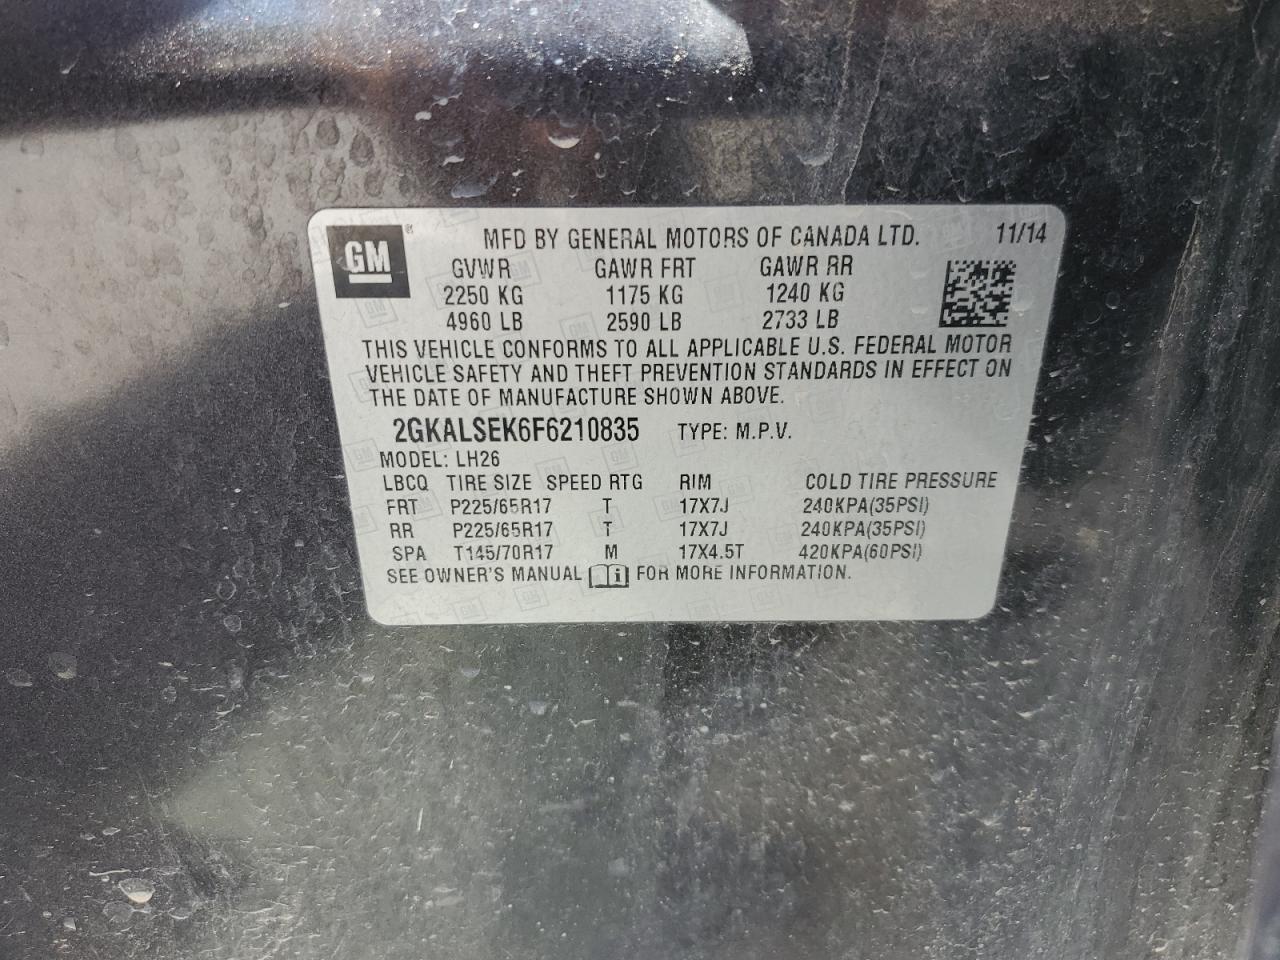 GM ® MFD BY GENERAL MOTORS OF CANADA LTD. 11/14
GVWR GAWR FRT GAWR RR
2250 KG 1175 KG 1240 KG
4960 LB 2590 LB 2733 LB
THIS VEHICLE CONFORMS TO ALL APPLICABLE U.S. FEDERAL MOTOR
VEHICLE SAFETY AND THEFT PREVENTION STANDARDS IN EFFECT ON
THE DATE OF MANUFACTURE SHOWN ABOVE.
2GKALSEK6F6210835 TYPE: M.P.V.
MODEL: LH26
LBCQ TIRE SIZE SPEED RTG RIM COLD TIRE PRESSURE
FRT P225/65R17 T 17X7J 240KPA(35PSI)
RR P225/65R17 T 17X7J 240KPA(35PSI)
SPA T145/70R17 M 17X4.5T 420KPA(60PSI)
SEE OWNER'S MANUAL FOR MORE INFORMATION.